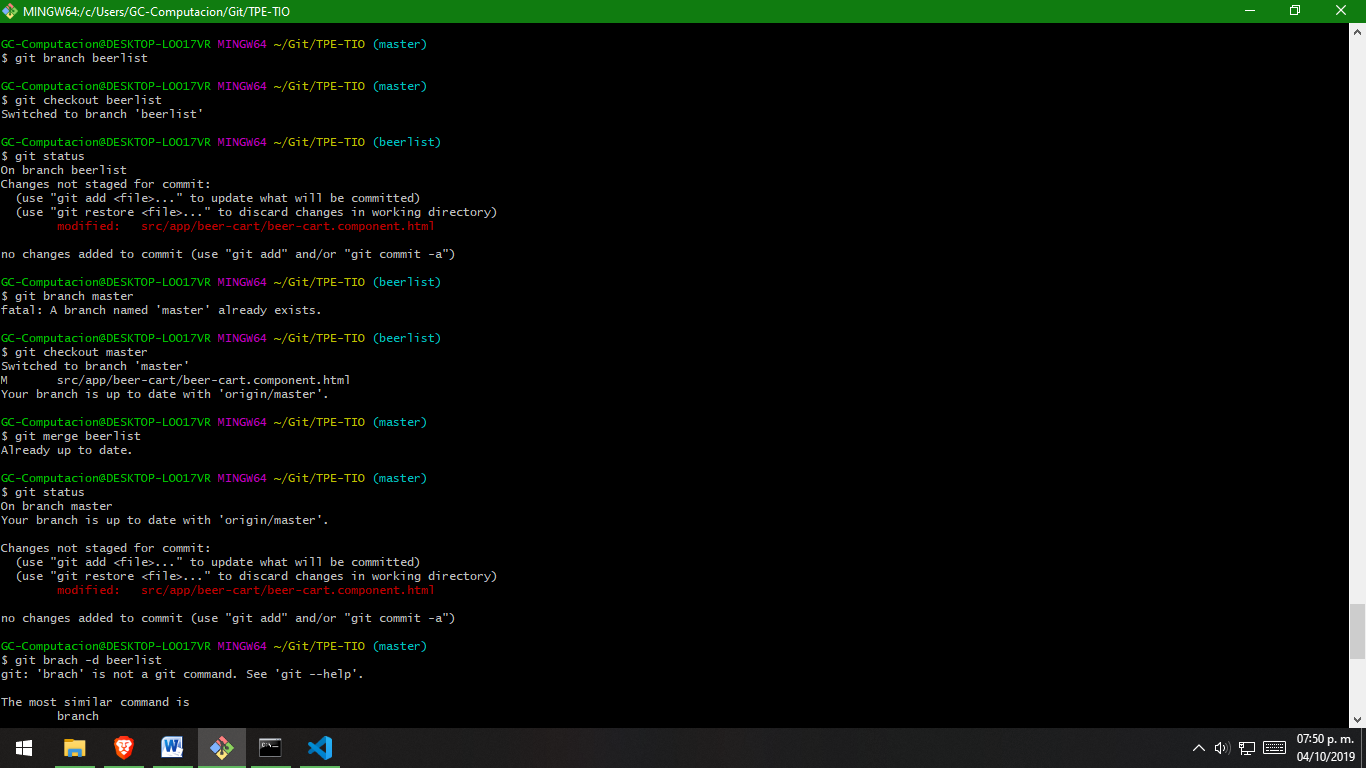 MINGW64:/c/Users/GC-Computacion/Git/TPE-TIO
GC-Computacion@DESKTOP-LOO17VR MINGW64 ~/Git/TPE-TIO (master)
$ git branch beerlist
GC-Computacion@DESKTOP-LOO17VR MINGW64 ~/Git/TPE-TIO (master)
$ git checkout beerlist
Switched to branch 'beerlist'
GC-Computacion@DESKTOP-LOO17VR MINGW64 ~/Git/TPE-TIO (beerlist)
$ git status
On branch beerlist
Changes not staged for commit:
  (use "git add <file>..." to update what will be committed)
  (use "git restore <file>..." to discard changes in working directory)
        modified:   src/app/beer-cart/beer-cart.component.html
no changes added to commit (use "git add" and/or "git commit -a")
GC-Computacion@DESKTOP-LOO17VR MINGW64 ~/Git/TPE-TIO (beerlist)
$ git branch master
fatal: A branch named 'master' already exists.
GC-Computacion@DESKTOP-LOO17VR MINGW64 ~/Git/TPE-TIO (beerlist)
$ git checkout master
Switched to branch 'master'
M       src/app/beer-cart/beer-cart.component.html
Your branch is up to date with 'origin/master'.
GC-Computacion@DESKTOP-LOO17VR MINGW64 ~/Git/TPE-TIO (master)
$ git merge beerlist
Already up to date.
GC-Computacion@DESKTOP-LOO17VR MINGW64 ~/Git/TPE-TIO (master)
$ git status
On branch master
Your branch is up to date with 'origin/master'.
Changes not staged for commit:
  (use "git add <file>..." to update what will be committed)
  (use "git restore <file>..." to discard changes in working directory)
        modified:   src/app/beer-cart/beer-cart.component.html
no changes added to commit (use "git add" and/or "git commit -a")
GC-Computacion@DESKTOP-LOO17VR MINGW64 ~/Git/TPE-TIO (master)
$ git brach -d beerlist
git: 'brach' is not a git command. See 'git --help'.
The most similar command is
        branch
07:50 p. m.
04/10/2019